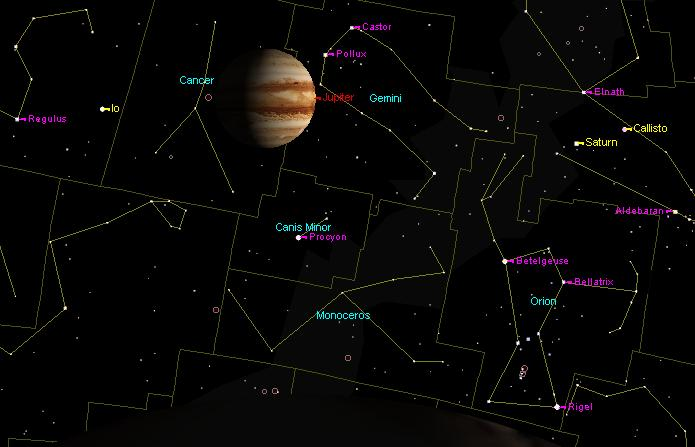 Castor
Pollux
Cancer
Elnath
Jupiter
Gemini
Io
Regulus
Callisto
Saturn
Aldebaran
Canis Minor
Procyon
Betelgeuse
Bellatrix
Orion
Monoceros
Rigel